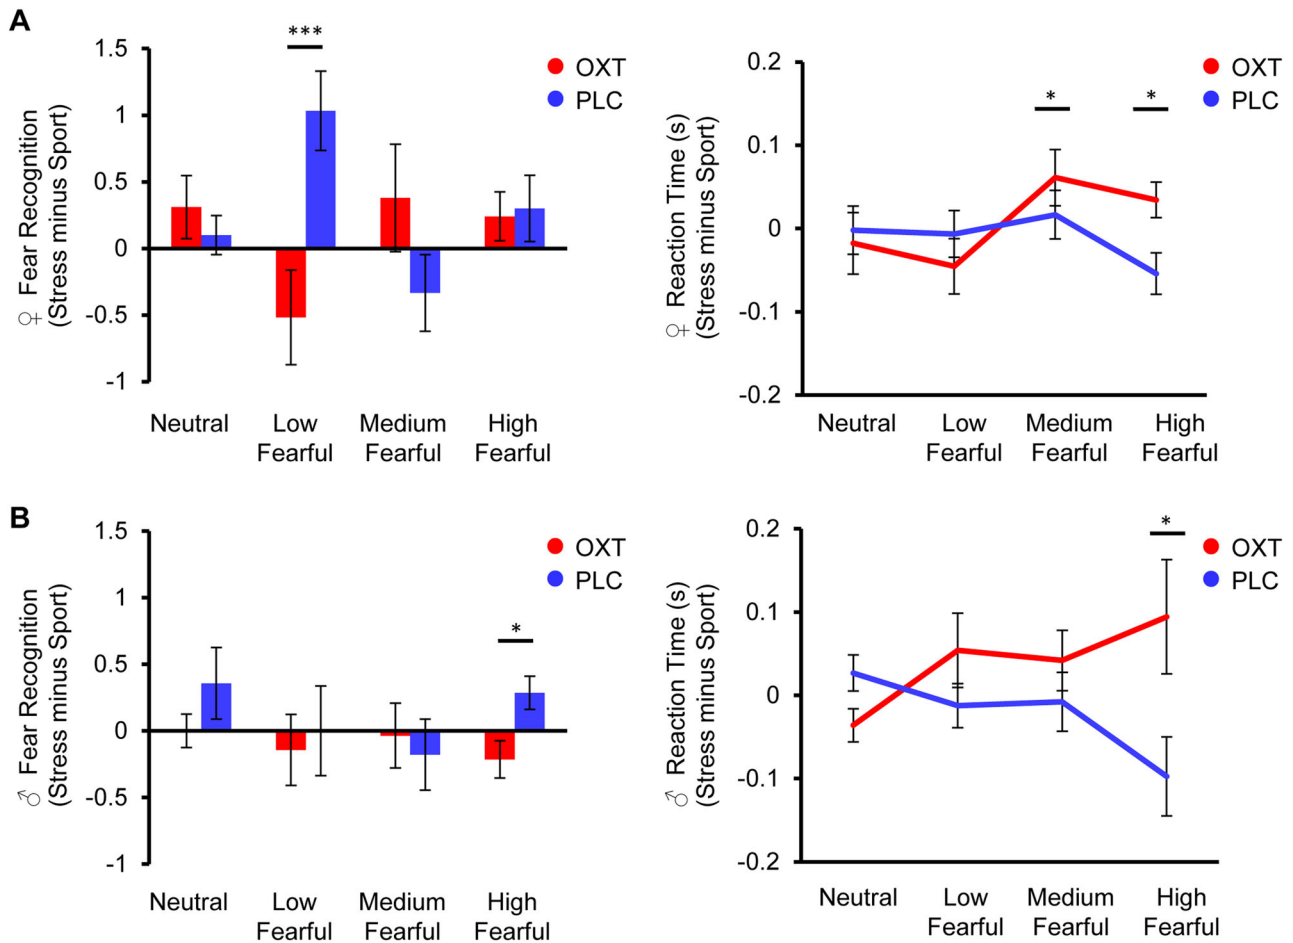 A
♀ Fear Recognition
(Stress minus Sport)
1.5
1
0.5
0
-0.5
-1
***
OXT
PLC
Neutral
Low
Fearful
Medium
Fearful
High
Fearful
♀ Reaction Time (s)
(Stress minus Sport)
0.2
0.1
0
-0.1
-0.2
*
*
OXT
PLC
Neutral
Low
Fearful
Medium
Fearful
High
Fearful
B
♂ Fear Recognition
(Stress minus Sport)
1.5
1
0.5
0
-0.5
-1
*
OXT
PLC
Neutral
Low
Fearful
Medium
Fearful
High
Fearful
♂ Reaction Time (s)
(Stress minus Sport)
0.2
0.1
0
-0.1
-0.2
*
OXT
PLC
Neutral
Low
Fearful
Medium
Fearful
High
Fearful